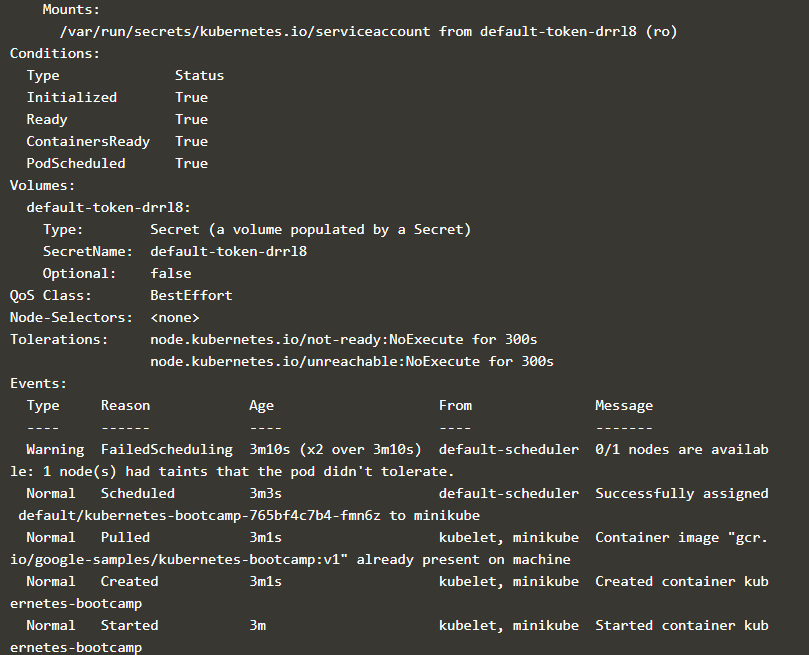 Mounts:
      /var/run/secrets/kubernetes.io/serviceaccount from default-token-drrl8 (ro)
Conditions:
  Type              Status
  Initialized       True
  Ready             True
  ContainersReady   True
  PodScheduled      True
Volumes:
  default-token-drrl8:
    Type:        Secret (a volume populated by a Secret)
    SecretName:  default-token-drrl8
    Optional:    false
QoS Class:       BestEffort
Node-Selectors:  <none>
Tolerations:     node.kubernetes.io/not-ready:NoExecute for 300s
                 node.kubernetes.io/unreachable:NoExecute for 300s
Events:
  Type     Reason            Age                    From               Message
  ----     ------            ----                   ----               -------
  Warning  FailedScheduling  3m10s (x2 over 3m10s)  default-scheduler  0/1 nodes are availab
le: 1 node(s) had taints that the pod didn't tolerate.
  Normal   Scheduled         3m3s                   default-scheduler  Successfully assigned
 default/kubernetes-bootcamp-765bf4c7b4-fmn6z to minikube
  Normal   Pulled            3m1s                   kubelet, minikube  Container image "gcr.
io/google-samples/kubernetes-bootcamp:v1" already present on machine
  Normal   Created           3m1s                   kubelet, minikube  Created container kub
ernetes-bootcamp
  Normal   Started           3m                     kubelet, minikube  Started container kub
ernetes-bootcamp